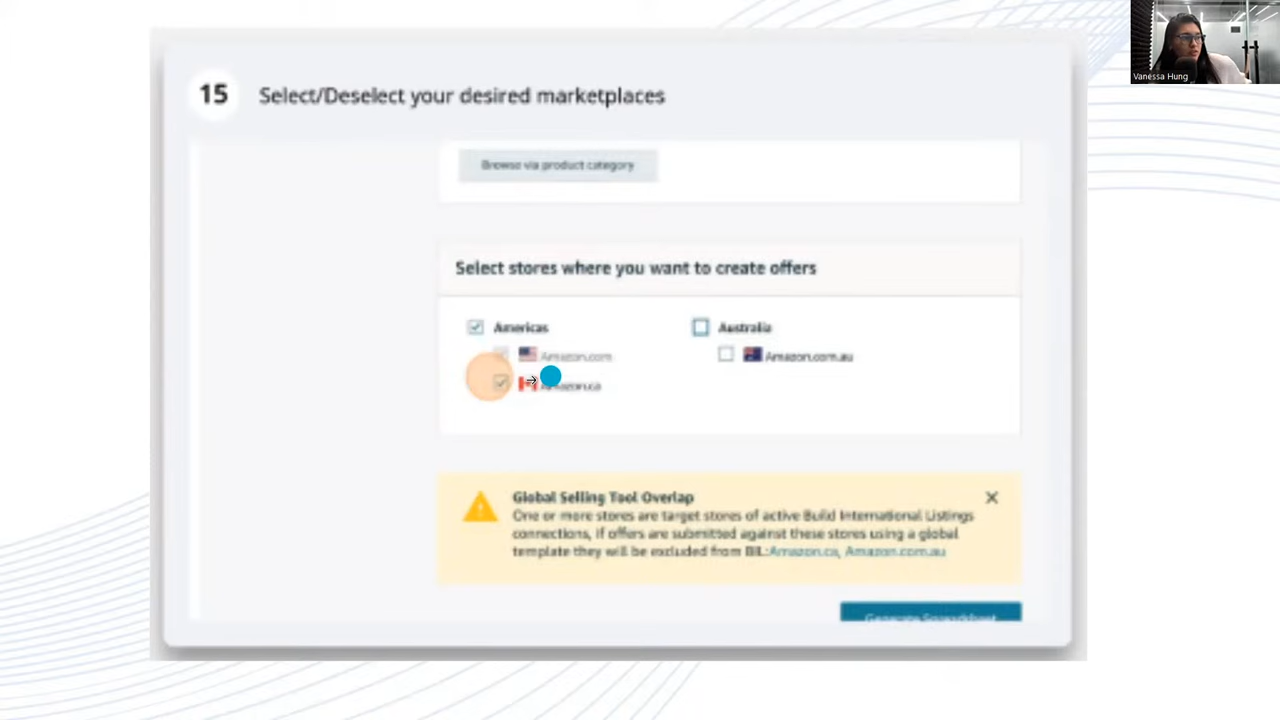 Vanessa Hung
15 Select/Deselect your desired marketplaces
Browse via product category
Select stores where you want to create offers
Americas
Australia
Amazon.com
Amazon.com.au
Amazon.ca
Global Selling Tool Overlap
One or more stores are target stores of active Build International Listings
connections, if offers are submitted against these stores using a global
template they will be excluded from BIL:Amazon.ca, Amazon.com.au
Generate Spreadsheet